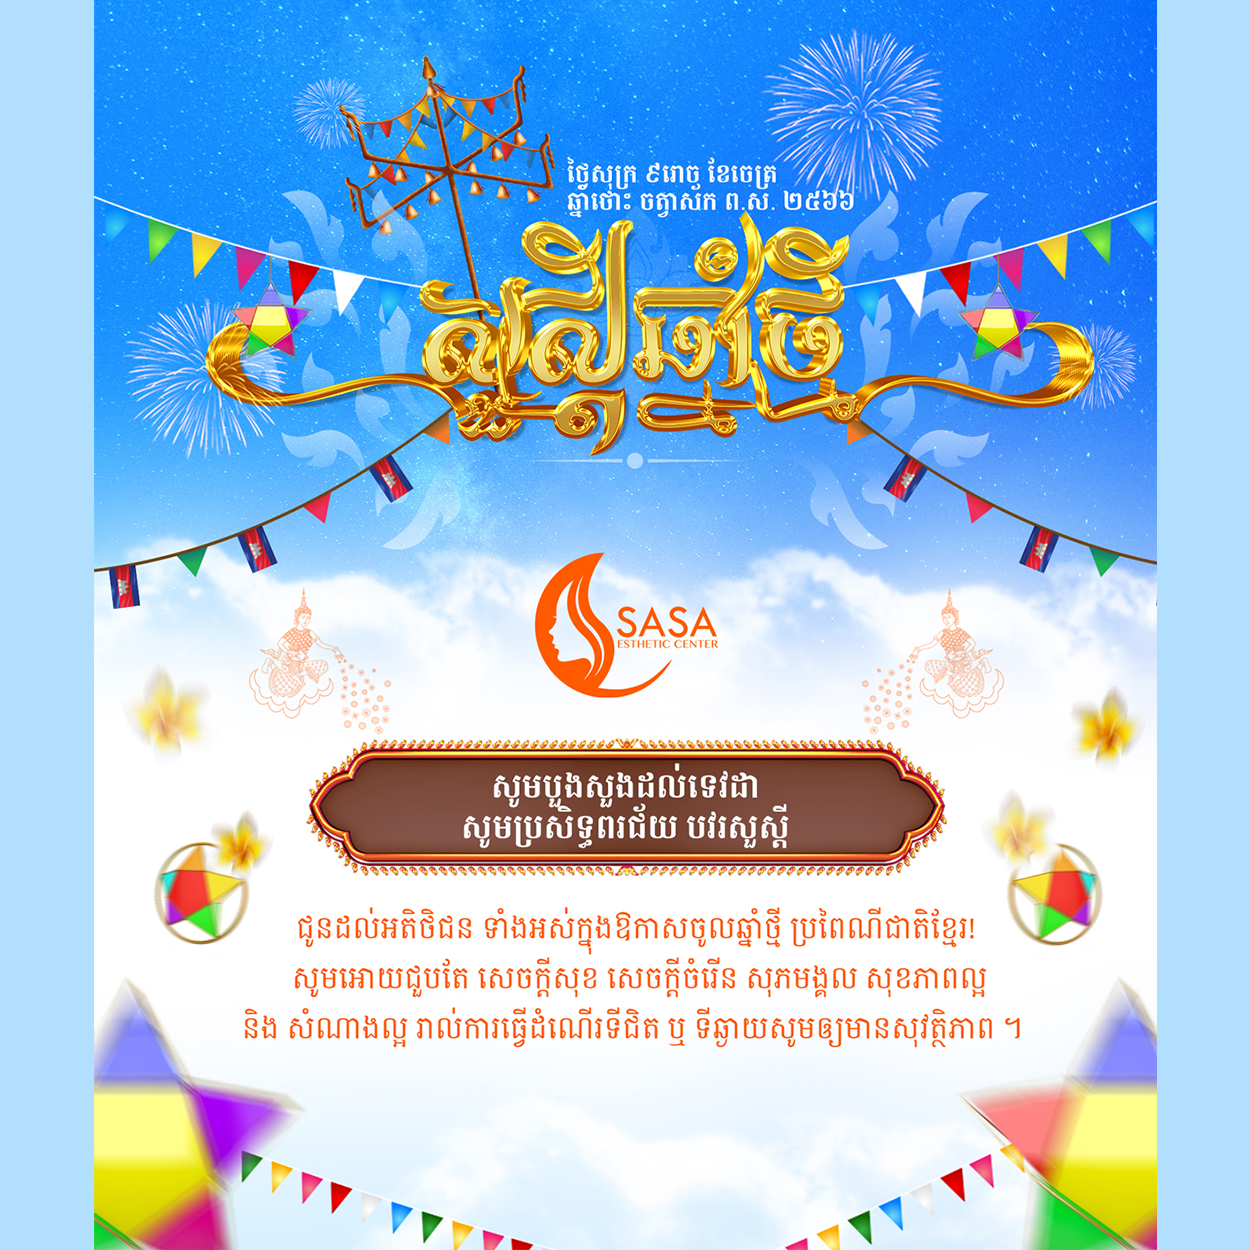 ថ្ងៃសុក្រ ៩រោច ខែចេត្រ
ឆ្នាំថោះ ចត្វាស័ក ព.ស. ២៥៦៦
សួស្តីឆ្នាំថ្មី
SASA
ESTHETIC CENTER
សូមបួងសួងដល់ទេវដា
សូមប្រសិទ្ធពរជ័យ បវរសួស្តី
ជូនដល់អតិថិជន ទាំងអស់ក្នុងឱកាសចូលឆ្នាំថ្មី ប្រពៃណីជាតិខ្មែរ!
សូមអោយជួបតែ សេចក្តីសុខ សេចក្តីចំរើន សុភមង្គល សុខភាពល្អ
និង សំណាងល្អ រាល់ការធ្វើដំណើរទីជិត ឬ ទីឆ្ងាយសូមឲ្យមានសុវត្ថិភាព ។